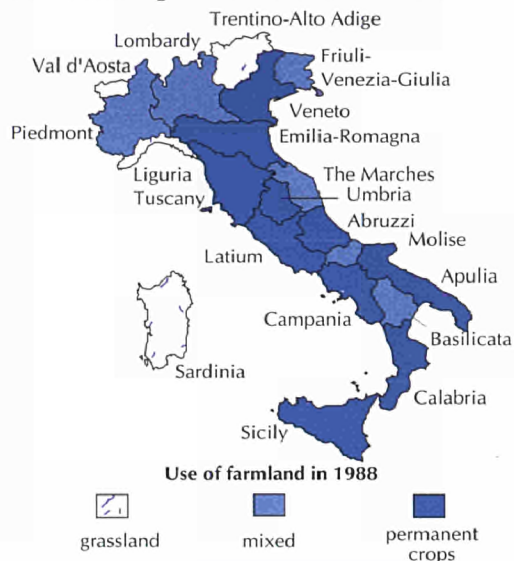 Trentino-Alto Adige
Lombardy
Friuli-
Val d'Aosta
Venezia-Giulia
Veneto
Piedmont
Emilia-Romagna
The Marches
Liguria
Umbria
Tuscany
Abruzzi
Molise
Latium
Apulia
Campania
Basilicata
Sardinia
Calabria
Sicily
Use of farmland in 1988
grassland
mixed
permanent
crops